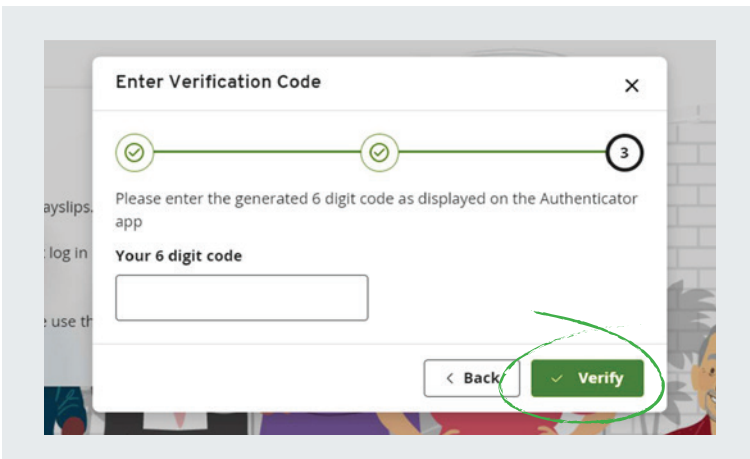 Enter Verification Code
3
Please enter the generated 6 digit code as displayed on the Authenticator
app
ayslips.
log in
Your 6 digit code
use th
< Back
Verify